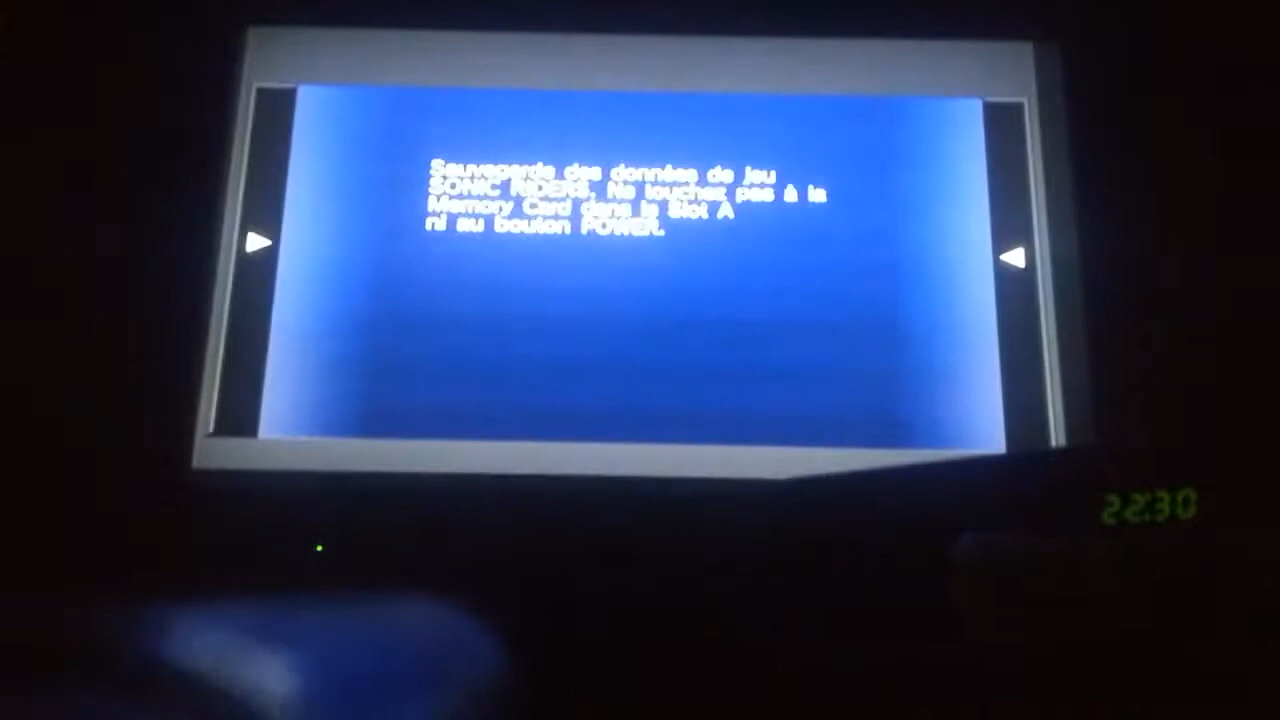 Sauvegarde des données de jeu
SONIC RIDERS. Ne touchez pas à la
Memory Card dans le Slot A
ni au bouton POWER.
22:30